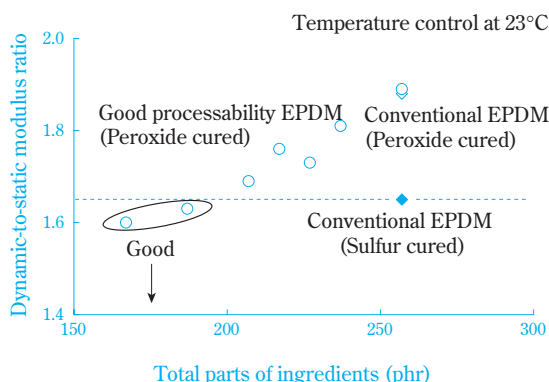 Temperature control at 23°C
Dynamic-to-static modulus ratio
2.0
1.8
1.6
1.4
Good processability EPDM
(Peroxide cured)
Conventional EPDM
(Peroxide cured)
Conventional EPDM
(Sulfur cured)
Good
150
200
250
300
Total parts of ingredients (phr)